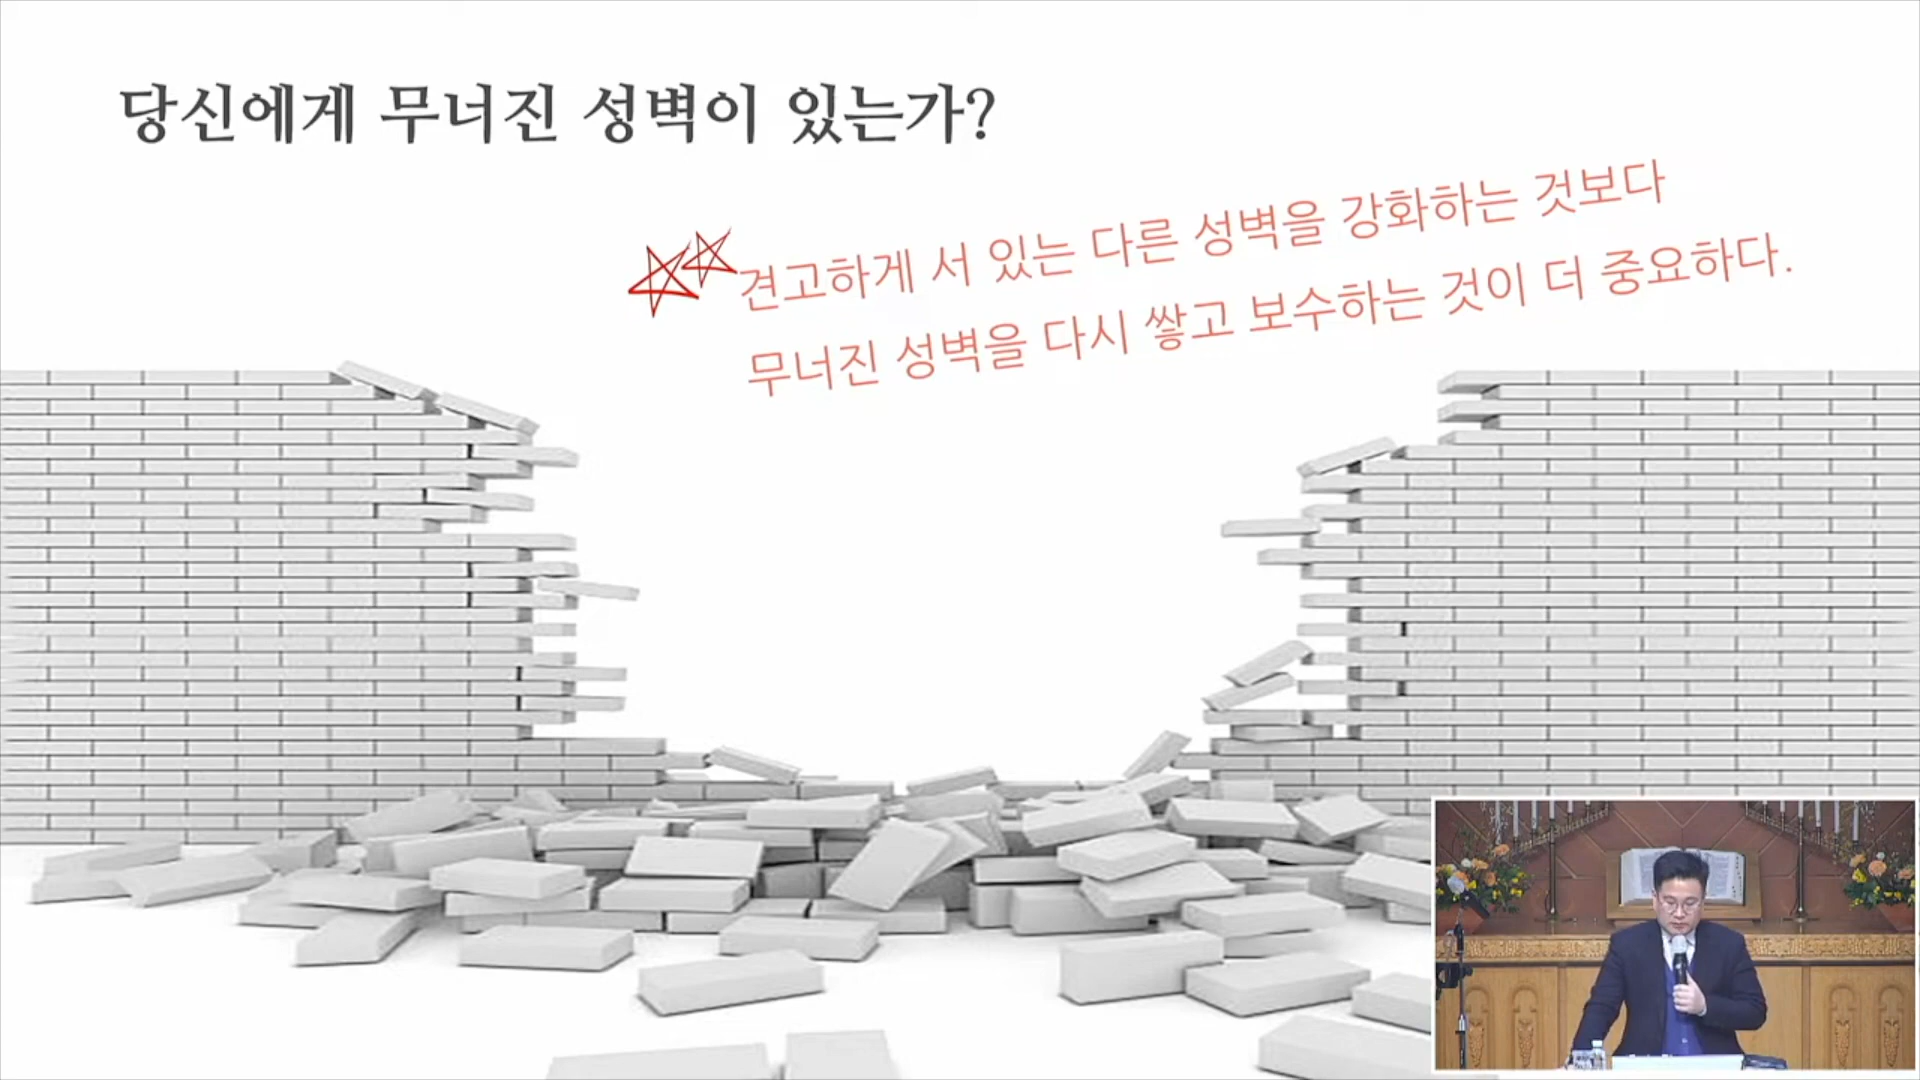 당신에게 무너진 성벽이 있는가?
견고하게 서 있는 다른 성벽을 강화하는 것보다
무너진 성벽을 다시 쌓고 보수하는 것이 더 중요하다.